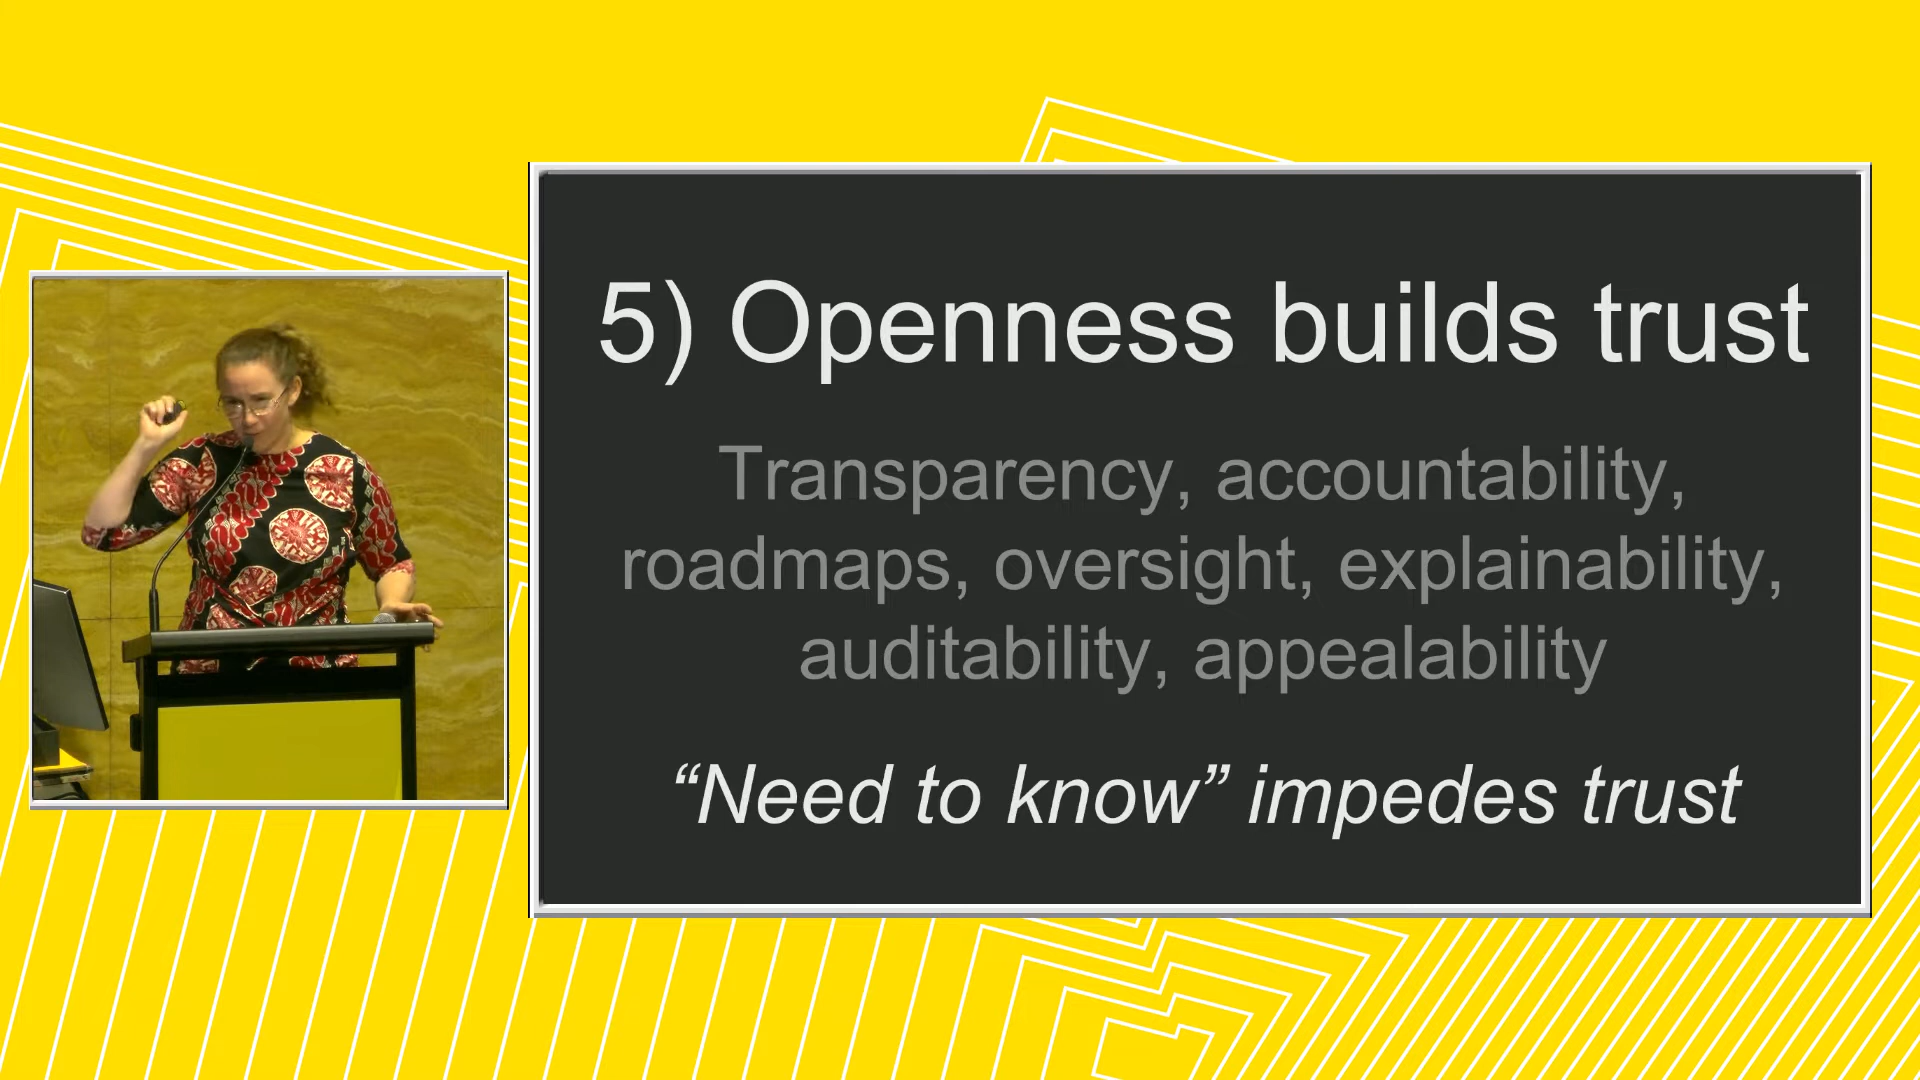 5) Openness builds trust
Transparency, accountability,
roadmaps, oversight, explainability,
auditability, appealability
“Need to know” impedes trust